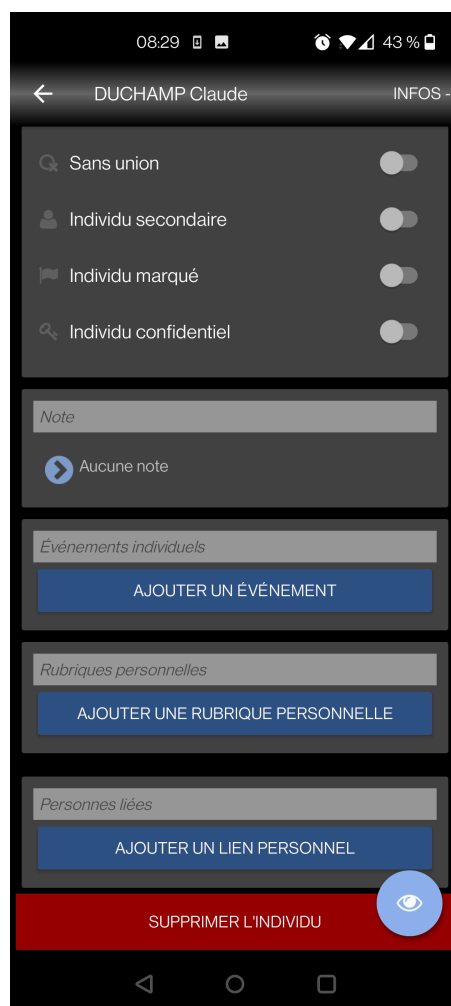 08:29 43 %
DUCHAMP Claude INFOS -
Sans union
Individu secondaire
Individu marqué
Individu confidentiel
Note
Aucune note
Événements individuels
AJOUTER UN ÉVÉNEMENT
Rubriques personnelles
AJOUTER UNE RUBRIQUE PERSONNELLE
Personnes liées
AJOUTER UN LIEN PERSONNEL
SUPPRIMER L'INDIVIDU